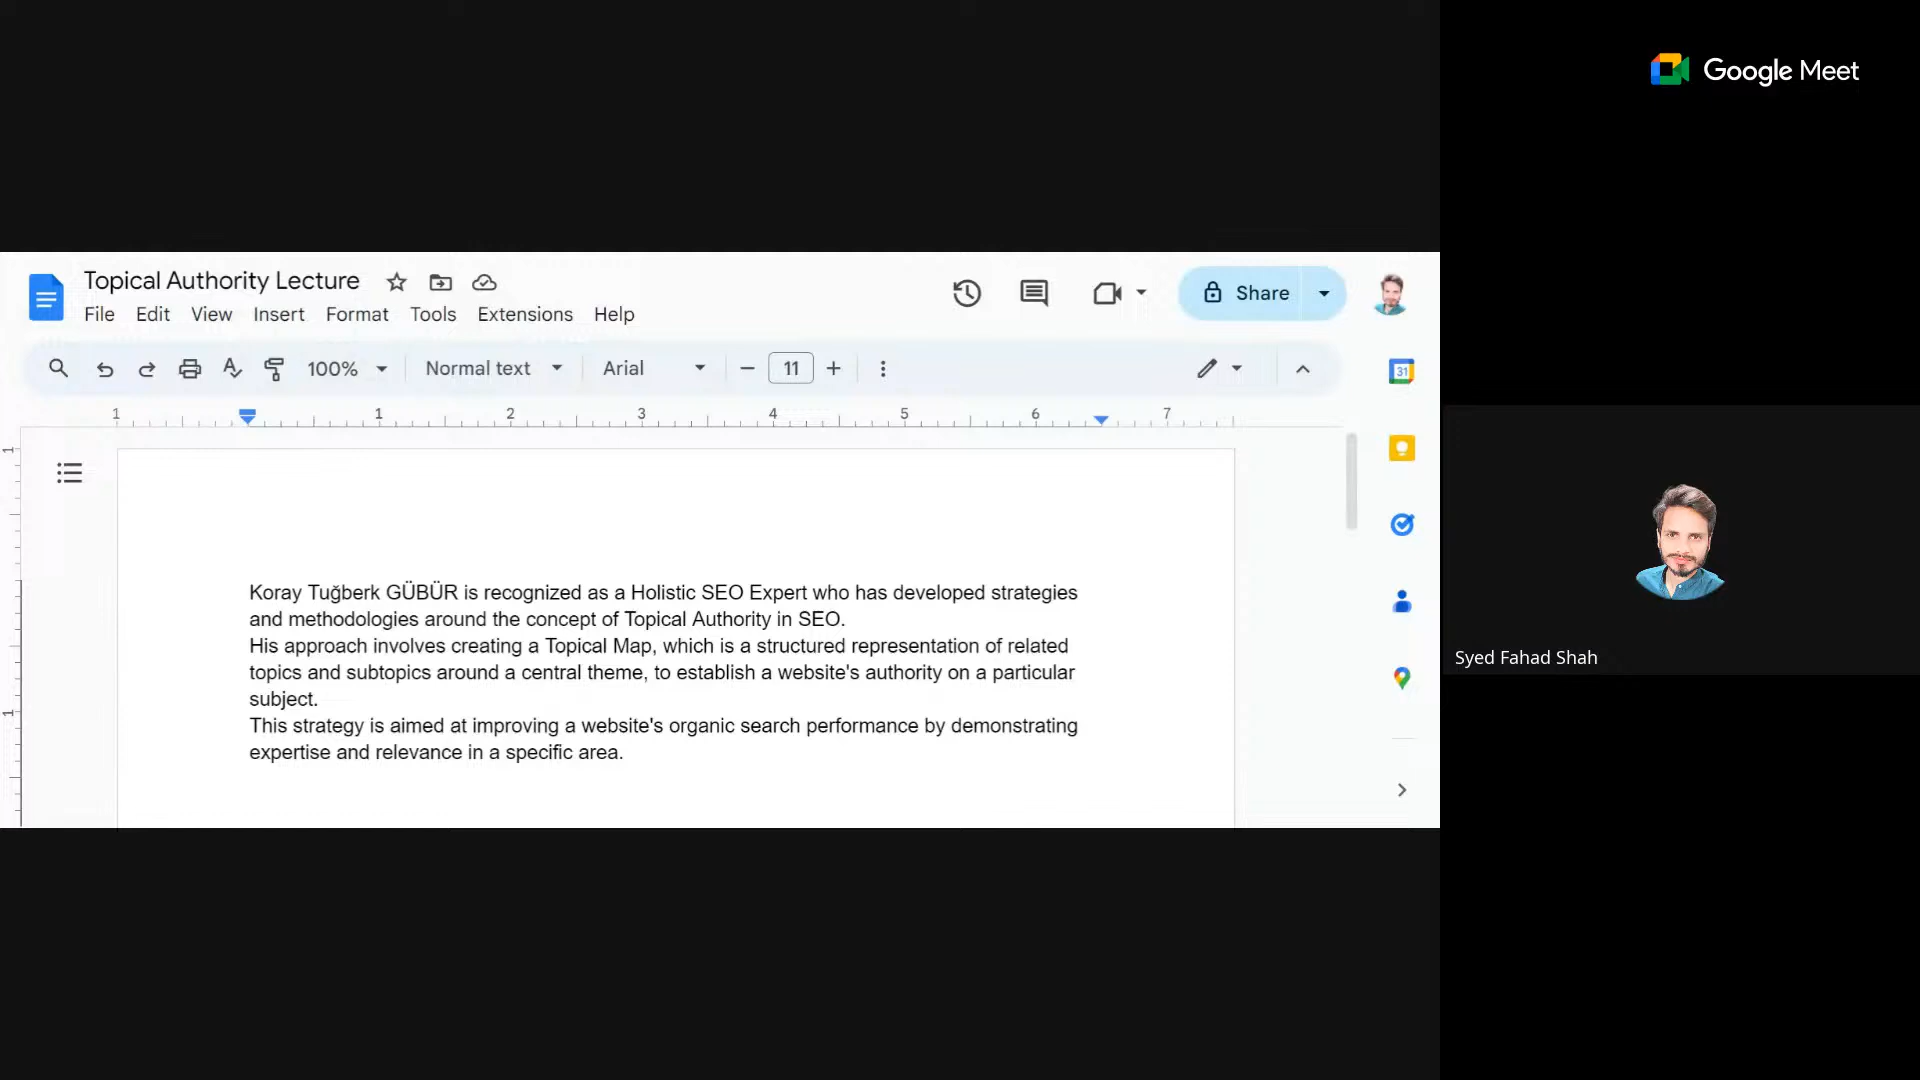 Google Meet
Topical Authority Lecture
File Edit View Insert Format Tools Extensions Help
Share
100% Normal text Arial 11
1 1 2 3 4 5 6 7
31
1
1
Koray Tuğberk GÜBÜR is recognized as a Holistic SEO Expert who has developed strategies
and methodologies around the concept of Topical Authority in SEO.
His approach involves creating a Topical Map, which is a structured representation of related
topics and subtopics around a central theme, to establish a website's authority on a particular
subject.
This strategy is aimed at improving a website's organic search performance by demonstrating
expertise and relevance in a specific area.
Syed Fahad Shah